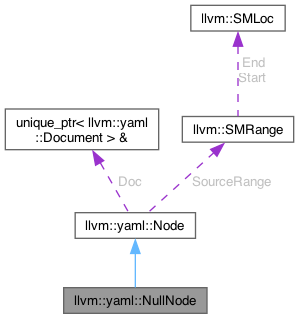 llvm::SMLoc
End
Start
unique_ptr< llvm::yaml
::Document > &
llvm::SMRange
Doc
SourceRange
llvm::yaml::Node
llvm::yaml::NullNode